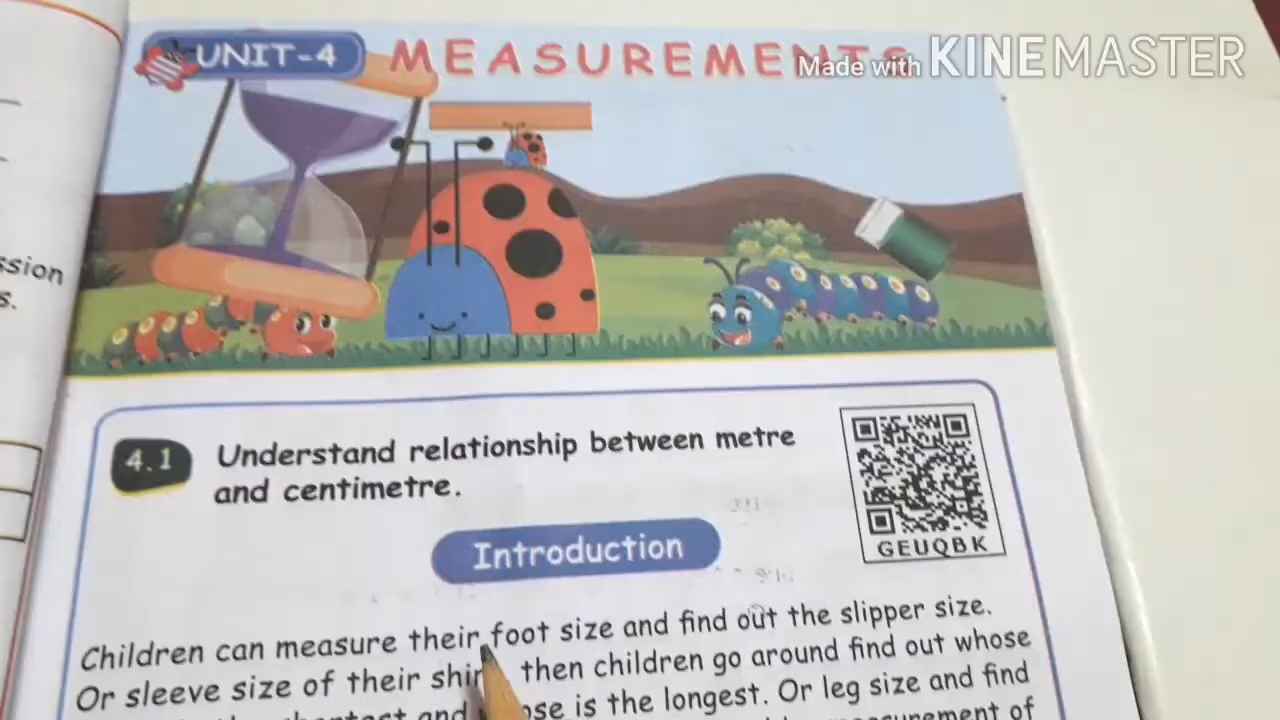 UNIT-4 MEASUREMENTS
Made with KINEMASTER
ssion
s.
4.1 Understand relationship between metre
and centimetre.
GEUQBK
Introduction
Children can measure their foot size and find out the slipper size.
Or sleeve size of their then children go around find out whose
and is the longest. Or leg size and find
of